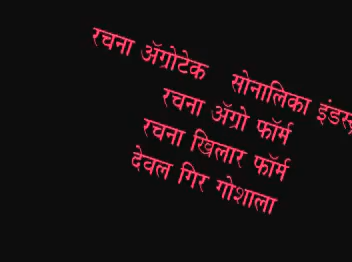 रचना ॲग्रोटेक सोनालिका
रचना ॲग्रो फॉर्म
रचना खिलार फॉर्म
देवल गिर गोशाला